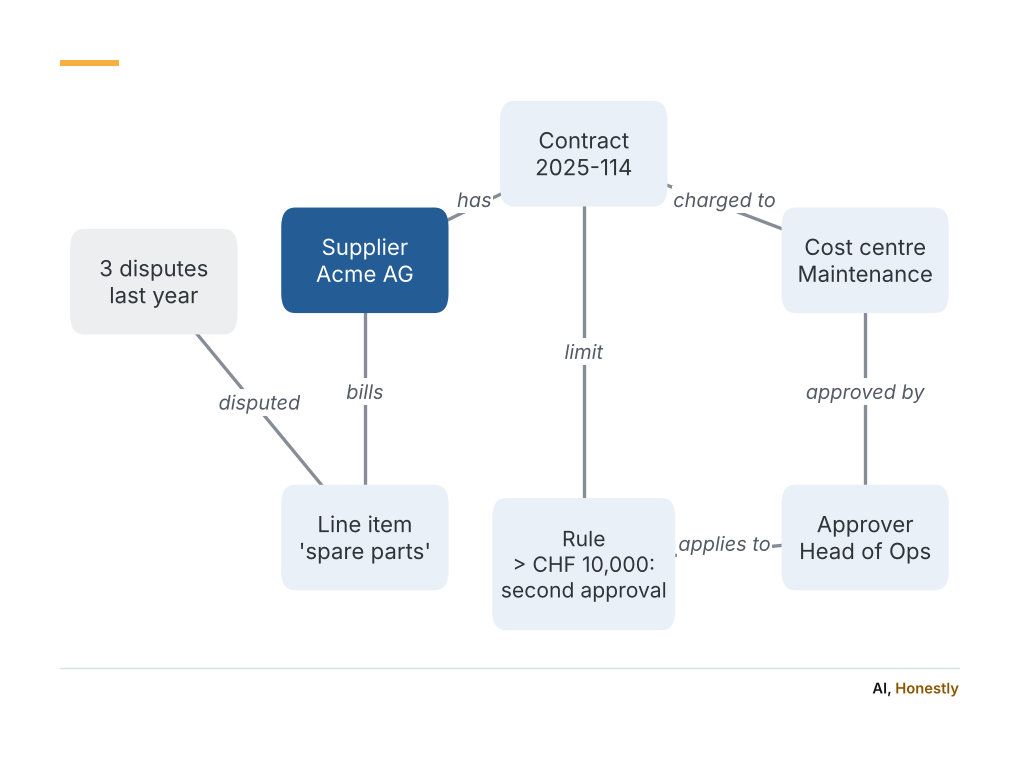 Contract
2025-114
has
charged to
Supplier
Acme AG
Cost centre
Maintenance
3 disputes
last year
limit
disputed
bills
approved by
Line item
'spare parts'
Rule
> CHF 10,000:
second approval
applies to
Approver
Head of Ops
AI, Honestly